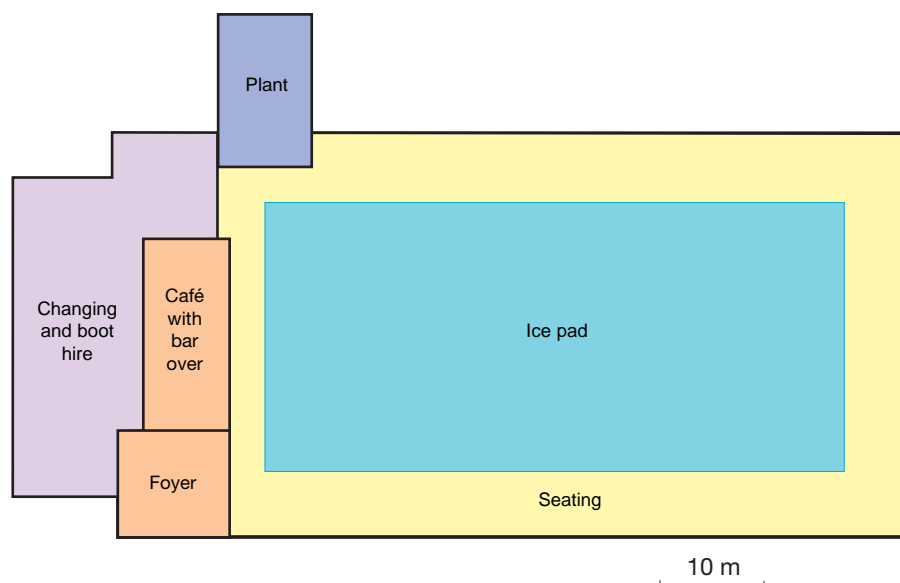 Plant
Changing
and boot
hire
Café
with
bar
over
Ice pad
Foyer
Seating
10 m